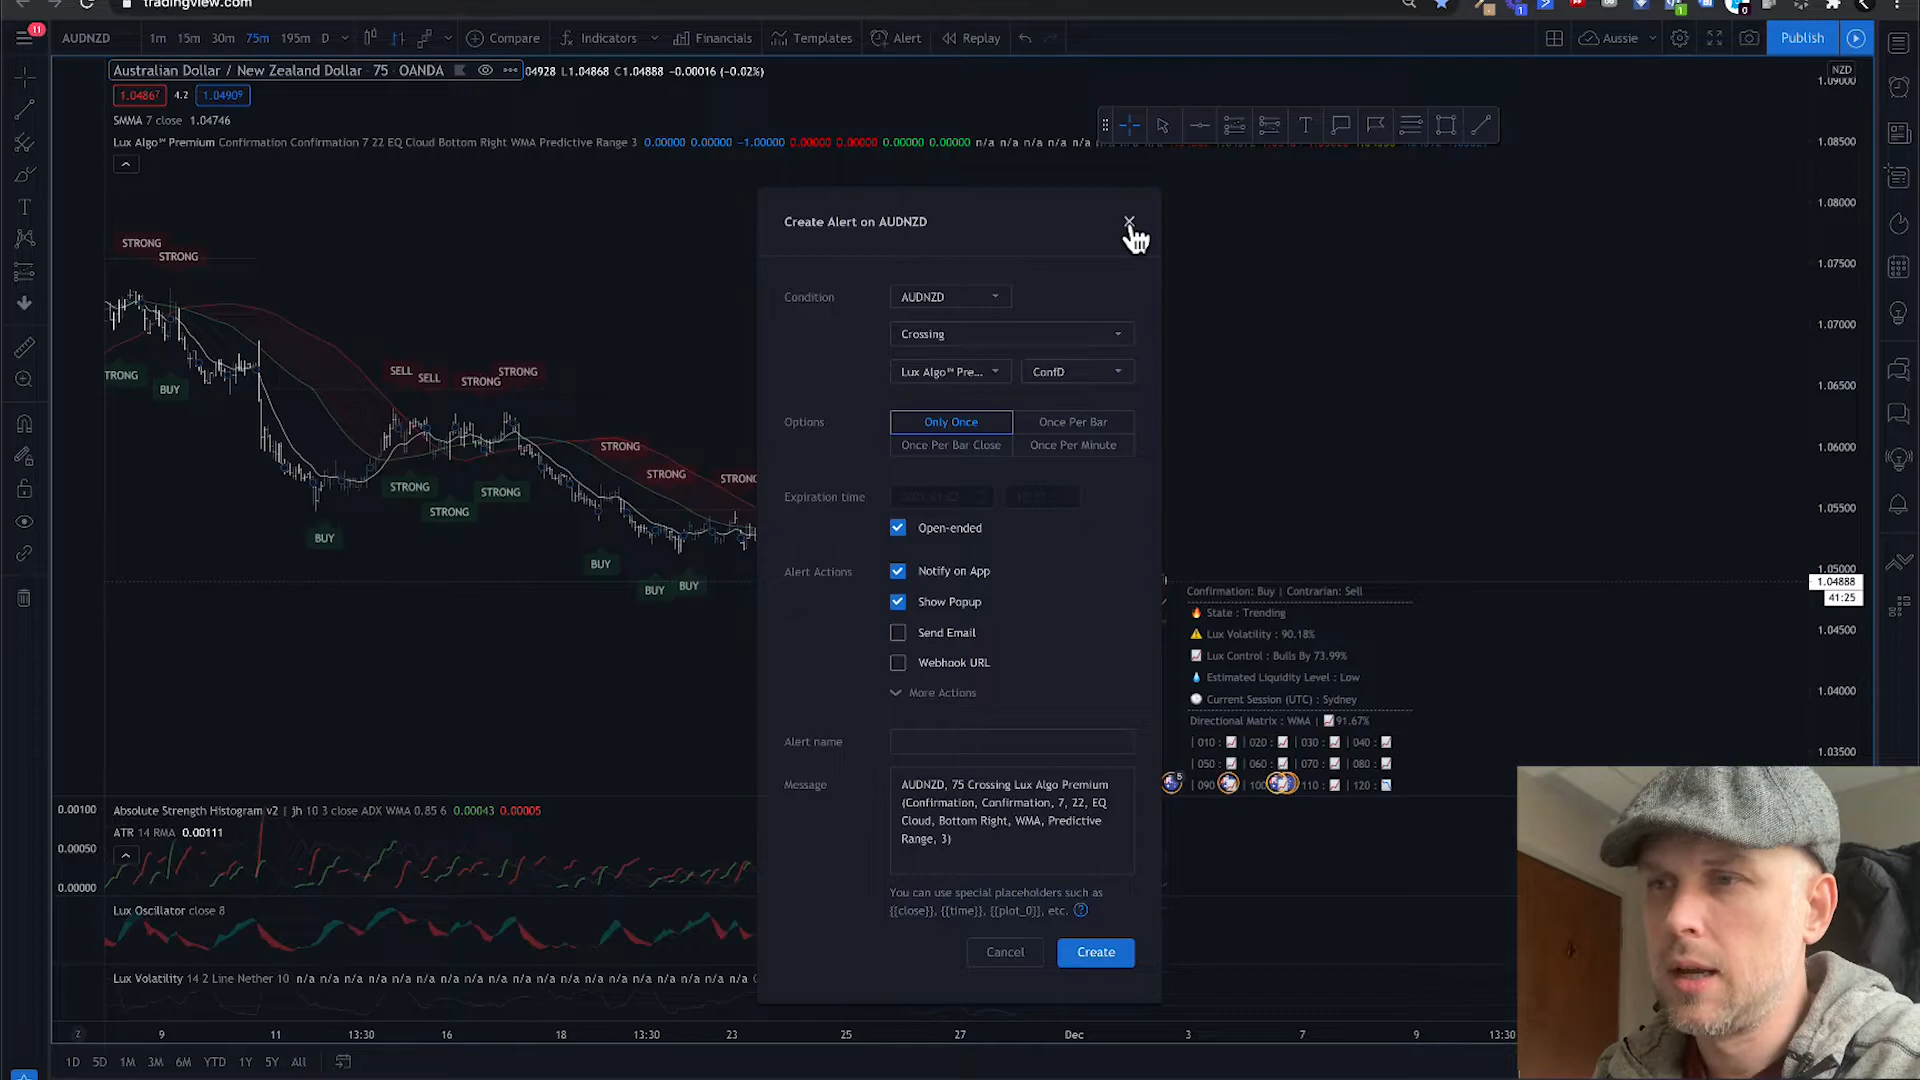 tradingview.com
11
AUDNZD 1m 15m 30m 75m 195m D Compare Indicators Financials Templates Alert Replay Aussie Publish
Australian Dollar / New Zealand Dollar · 75 · OANDA 04928 L1.04868 C1.04888 −0.00016 (−0.02%)
1.04867 4.2 1.04909
SMMA 7 close 1.04746
Lux Algo™ Premium Confirmation Confirmation 7 22 EQ Cloud Bottom Right WMA Predictive Range 3 0.00000 0.00000 −1.00000 0.00000 0.00000 0.00000 0.00000 n/a n/a n/a n/a n/a
NZD
1.09000
1.08500
1.08000
1.07500
1.07000
1.06500
1.06000
1.05500
1.05000
1.04888
41:25
1.04500
1.04000
1.03500
STRONG
STRONG
TRONG
BUY
SELL
SELL
STRONG
STRONG
STRONG
STRONG
STRONG
BUY
STRONG
STRONG
STRONG
BUY
BUY
BUY
Create Alert on AUDNZD
Condition AUDNZD
Crossing
Lux Algo™ Pre... ConfD
Options Only Once Once Per Bar
Once Per Bar Close Once Per Minute
Expiration time
Open-ended
Alert Actions Notify on App
Show Popup
Send Email
Webhook URL
More Actions
Alert name
Message AUDNZD, 75 Crossing Lux Algo Premium
(Confirmation, Confirmation, 7, 22, EQ
Cloud, Bottom Right, WMA, Predictive
Range, 3)
You can use special placeholders such as
{{close}}, {{time}}, {{plot_0}}, etc.
Cancel Create
Confirmation: Buy | Contrarian: Sell
State : Trending
Lux Volatility : 90.18%
Lux Control : Bulls By 73.99%
Estimated Liquidity Level : Low
Current Session (UTC) : Sydney
Directional Matrix : WMA | 91.67%
| 010 : | 020 : | 030 : | 040 :
| 050 : | 060 : | 070 : | 080 :
| 090 | 100 110 : | 120 :
5
Absolute Strength Histogram v2 | jh 10 3 close ADX WMA 0.85 6 0.00043 0.00005
ATR 14 RMA 0.00111
0.00100
0.00050
0.00000
Lux Oscillator close 8
Lux Volatility 14 2 Line Nether 10 n/a n/a n/a n/a n/a n/a n/a n/a n/a n/a n/a n/a n/a n/a n/a n/a n/a
Z 9 11 13:30 16 18 13:30 23 25 27 Dec 3 7 9 13:30
1D 5D 1M 3M 6M YTD 1Y 5Y All